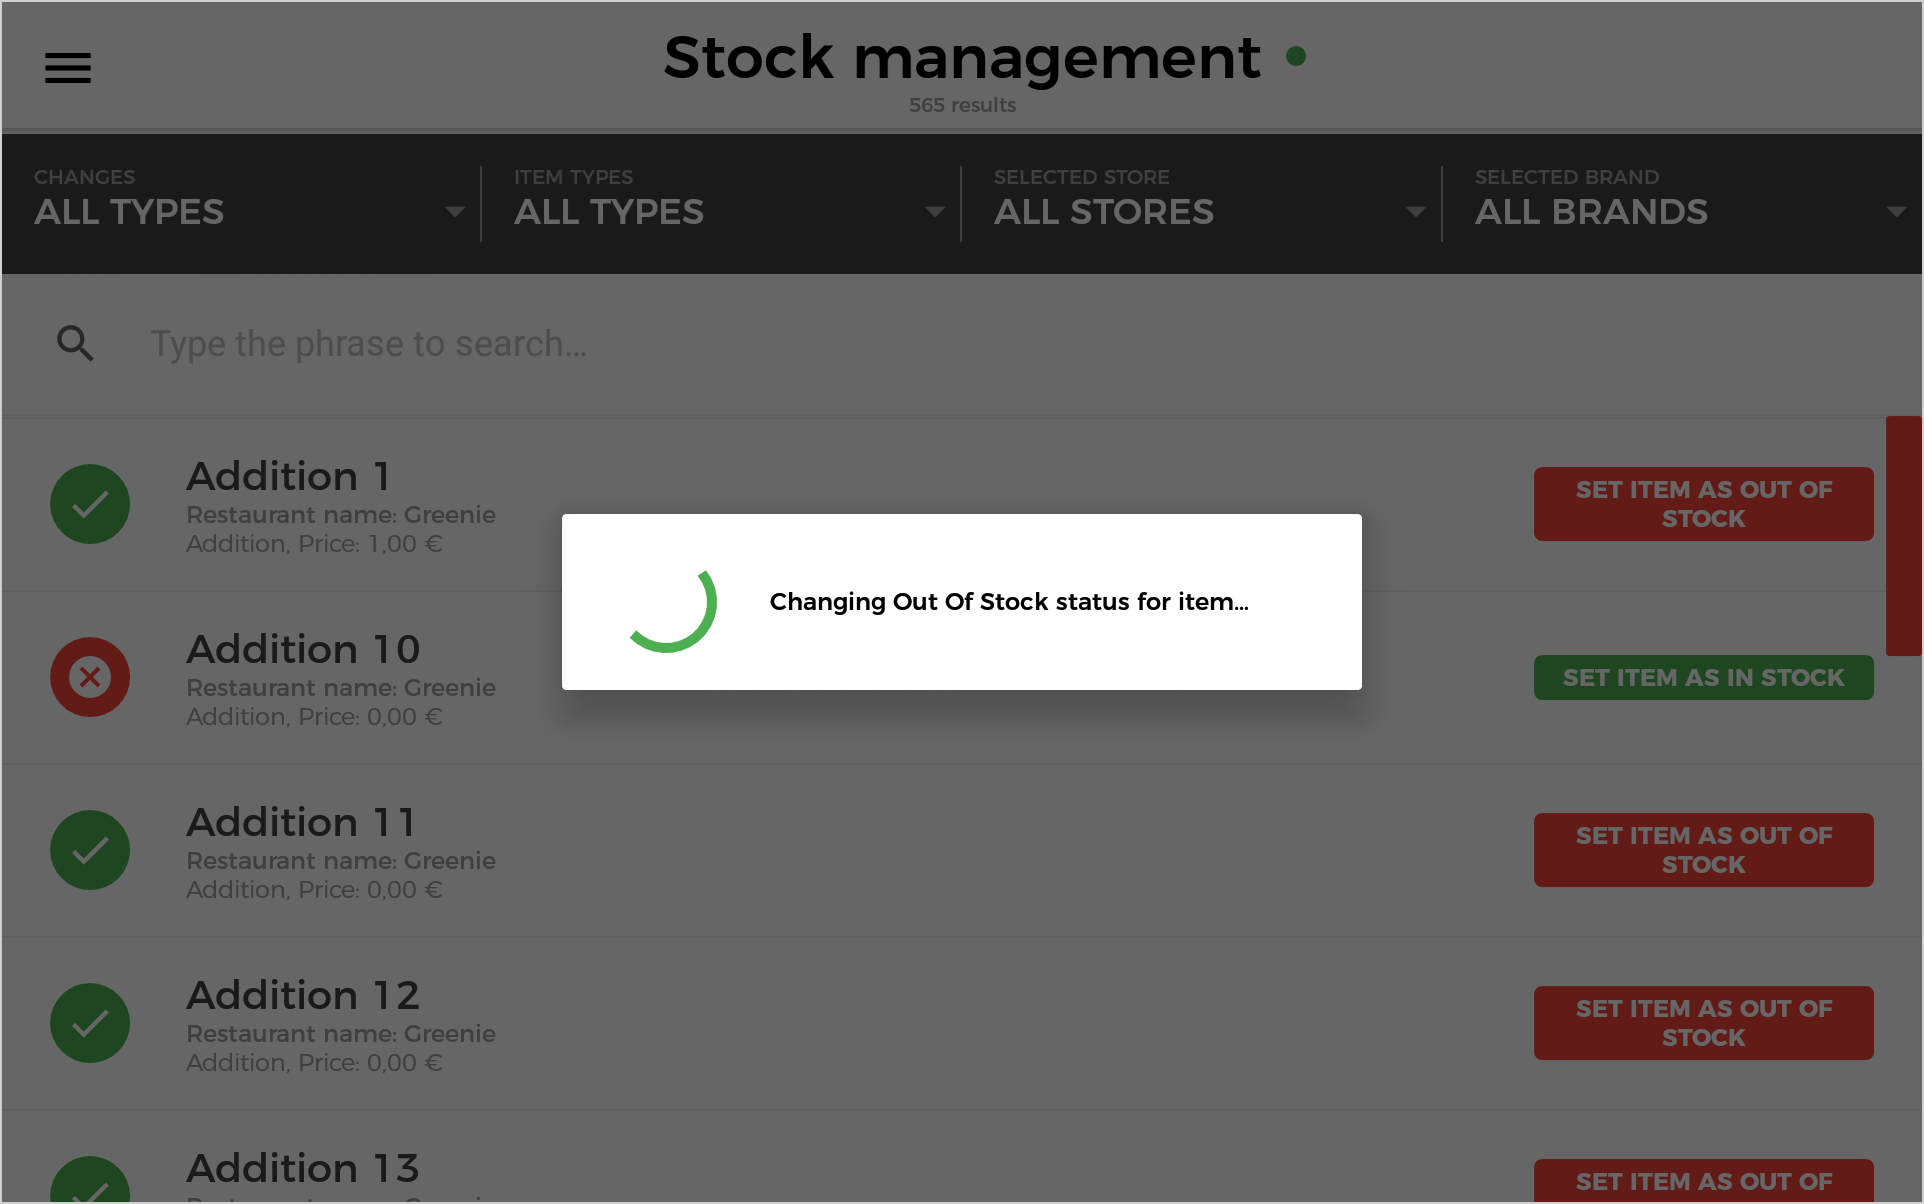 Stock management
565 results
CHANGES
ALL TYPES
ITEM TYPES
ALL TYPES
SELECTED STORE
ALL STORES
SELECTED BRAND
ALL BRANDS
Type the phrase to search...
Addition 1
Restaurant name: Greenie
Addition, Price: 1,00 €
SET ITEM AS OUT OF
STOCK
Changing Out Of Stock status for item...
Addition 10
Restaurant name: Greenie
Addition, Price: 0,00 €
SET ITEM AS IN STOCK
Addition 11
Restaurant name: Greenie
Addition, Price: 0,00 €
SET ITEM AS OUT OF
STOCK
Addition 12
Restaurant name: Greenie
Addition, Price: 0,00 €
SET ITEM AS OUT OF
STOCK
Addition 13
SET ITEM AS OUT OF